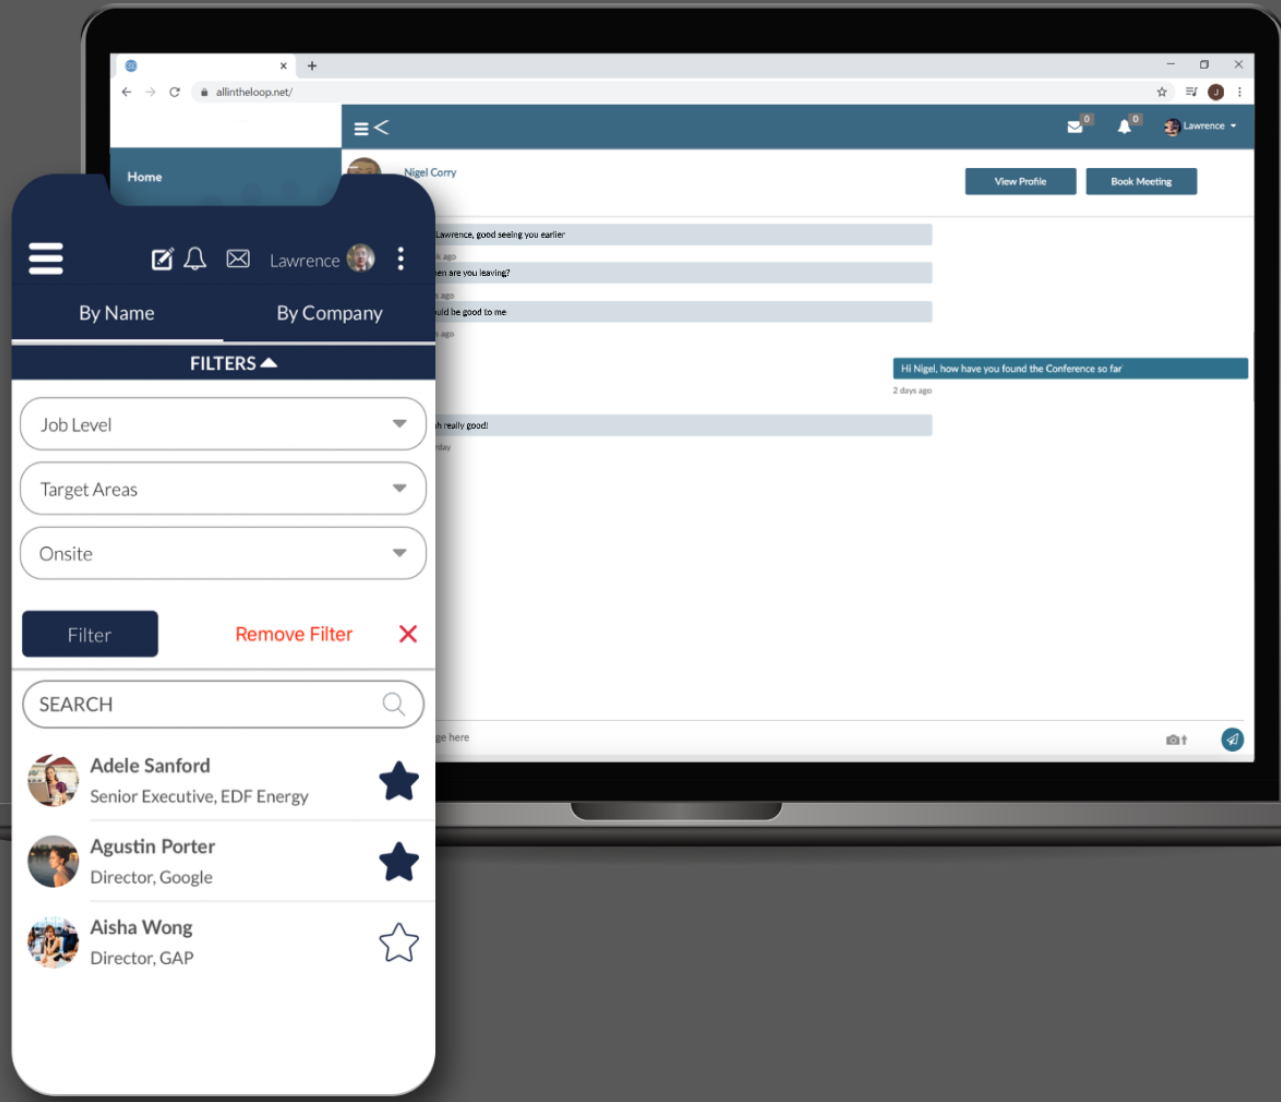 allintheloop.net/
0
0
Lawrence
Home
Nigel Corry
View Profile
Book Meeting
Lawrence, good seeing you earlier
ago
are you leaving?
ago
be good to me
ago
Hi Nigel, how have you found the Conference so far
2 days ago
really good!
here
J
Lawrence
By Name
By Company
FILTERS
Job Level
Target Areas
Onsite
Filter
Remove Filter
SEARCH
Adele Sanford
Senior Executive, EDF Energy
Agustin Porter
Director, Google
Aisha Wong
Director, GAP